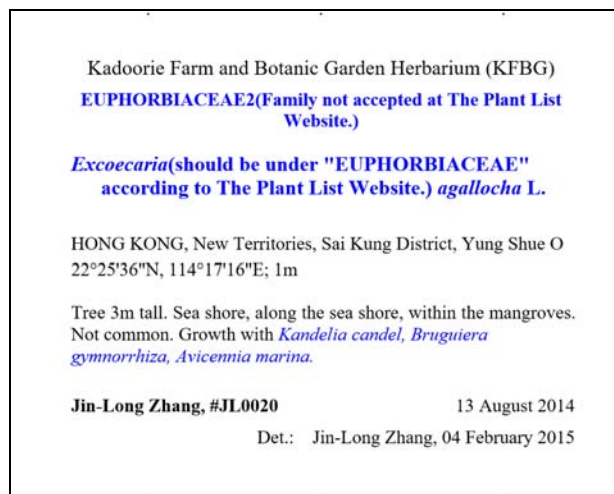 Kadoorie Farm and Botanic Garden Herbarium (KFBG)
EUPHORBIACEAE2(Family not accepted at The Plant List
Website.)
Excoecaria(should be under "EUPHORBIACEAE"
according to The Plant List Website.) agallocha L.
HONG KONG, New Territories, Sai Kung District, Yung Shue O
22°25'36"N, 114°17'16"E; 1m
Tree 3m tall. Sea shore, along the sea shore, within the mangroves.
Not common. Growth with Kandelia candel, Bruguiera
gymnorrhiza, Avicennia marina.
Jin-Long Zhang, #JL0020 13 August 2014
Det.: Jin-Long Zhang, 04 February 2015